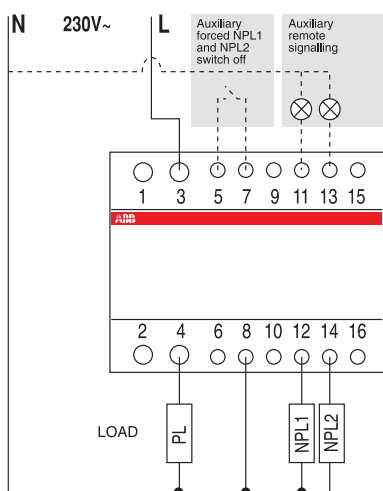 N 230V~ L
Auxiliary
forced NPL1
and NPL2
switch off
Auxiliary
remote
signalling
1 3 5 7 9 11 13 15
ABB
2 4 6 8 10 12 14 16
LOAD
PL
NPL1
NPL2